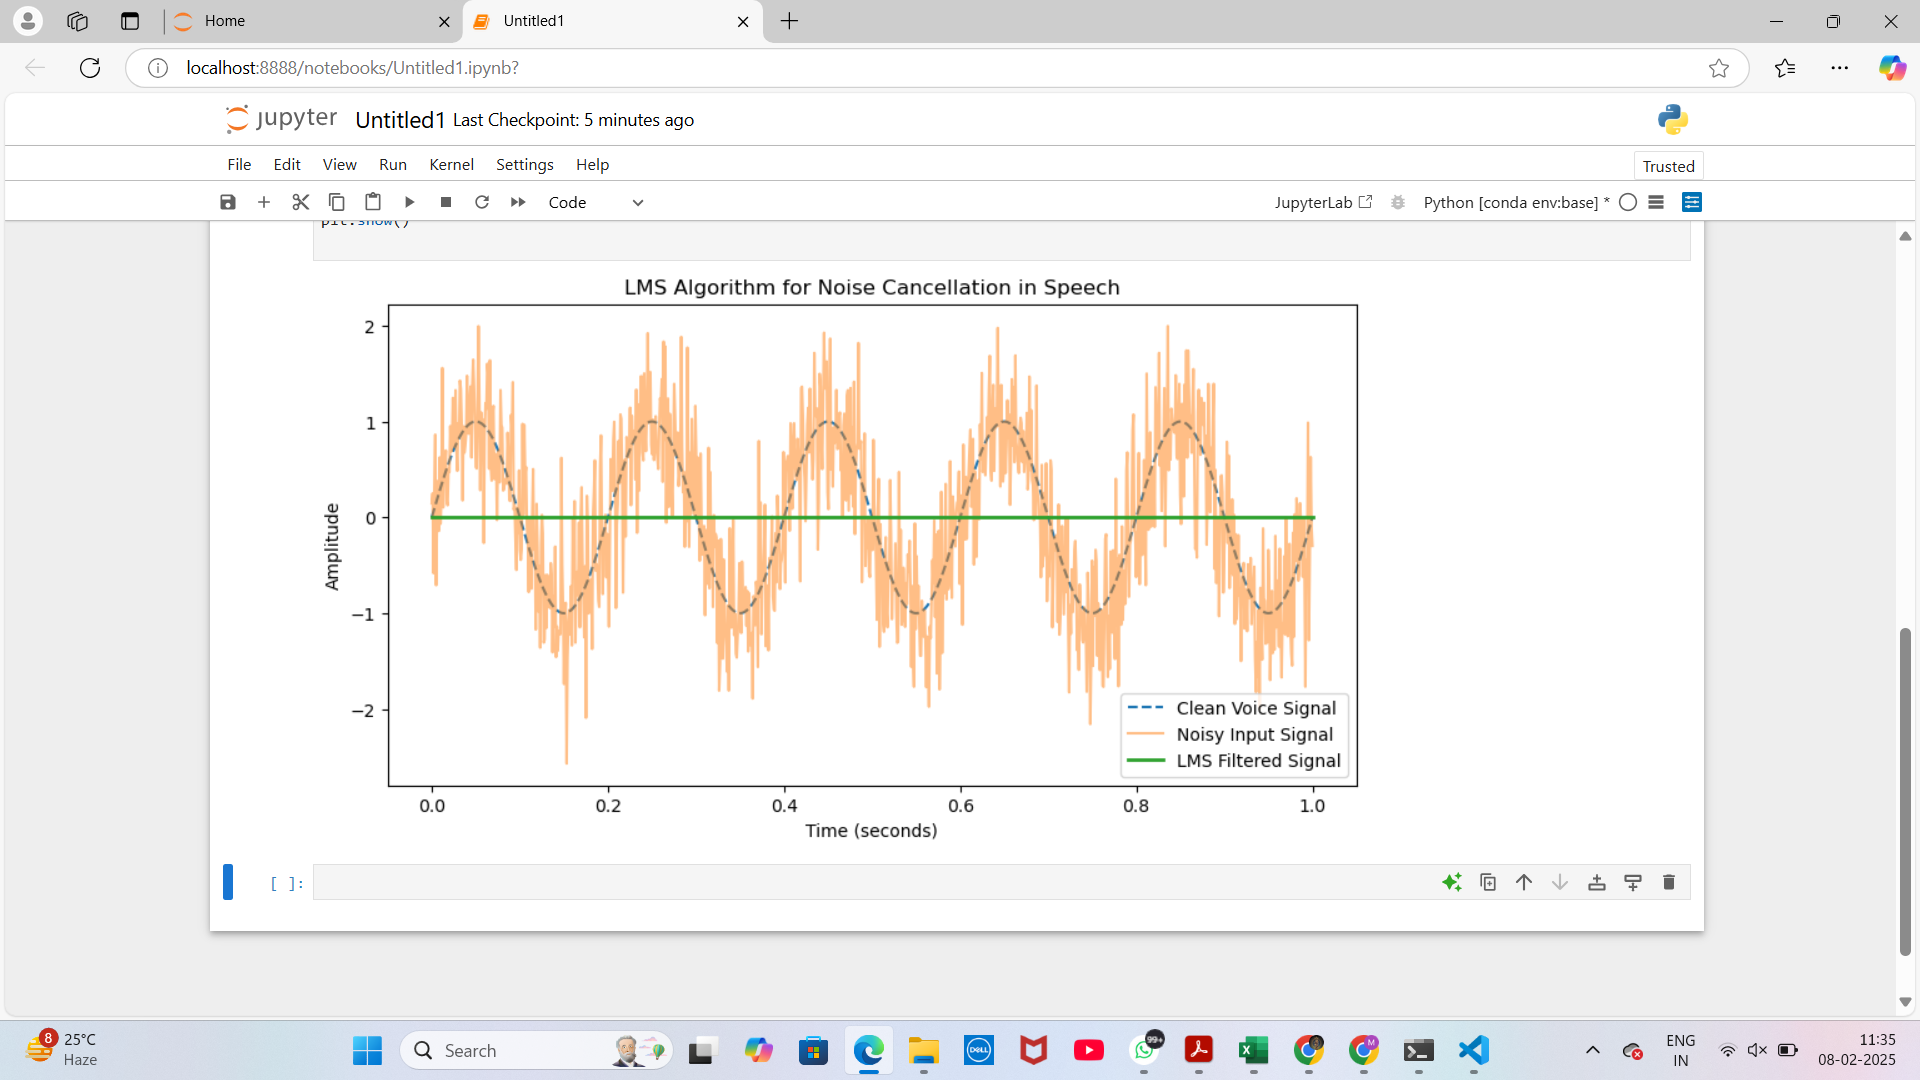 Home
Untitled1
localhost:8888/notebooks/Untitled1.ipynb?
jupyter Untitled1 Last Checkpoint: 5 minutes ago
File Edit View Run Kernel Settings Help
Trusted
Code
JupyterLab
Python [conda env:base] *
plt.show()
LMS Algorithm for Noise Cancellation in Speech
2
1
0
−1
−2
Amplitude
Clean Voice Signal
Noisy Input Signal
LMS Filtered Signal
0.0 0.2 0.4 0.6 0.8 1.0
Time (seconds)
[ ]:
8
25°C
Haze
Search
DELL
99+
M
ENG
IN
11:35
08-02-2025